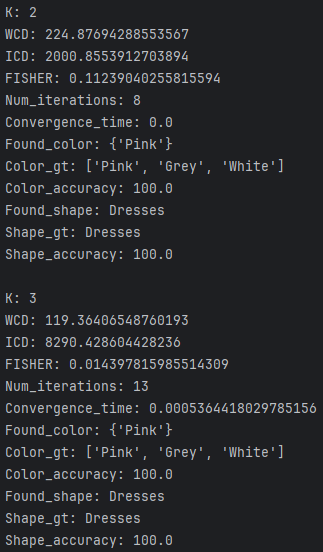 K: 2
WCD: 224.87694288553567
ICD: 2000.8553912703894
FISHER: 0.11239040255815594
Num_iterations: 8
Convergence_time: 0.0
Found_color: {'Pink'}
Color_gt: ['Pink', 'Grey', 'White']
Color_accuracy: 100.0
Found_shape: Dresses
Shape_gt: Dresses
Shape_accuracy: 100.0
K: 3
WCD: 119.36406548760193
ICD: 8290.428604428236
FISHER: 0.014397815985514309
Num_iterations: 13
Convergence_time: 0.0005364418029785156
Found_color: {'Pink'}
Color_gt: ['Pink', 'Grey', 'White']
Color_accuracy: 100.0
Found_shape: Dresses
Shape_gt: Dresses
Shape_accuracy: 100.0